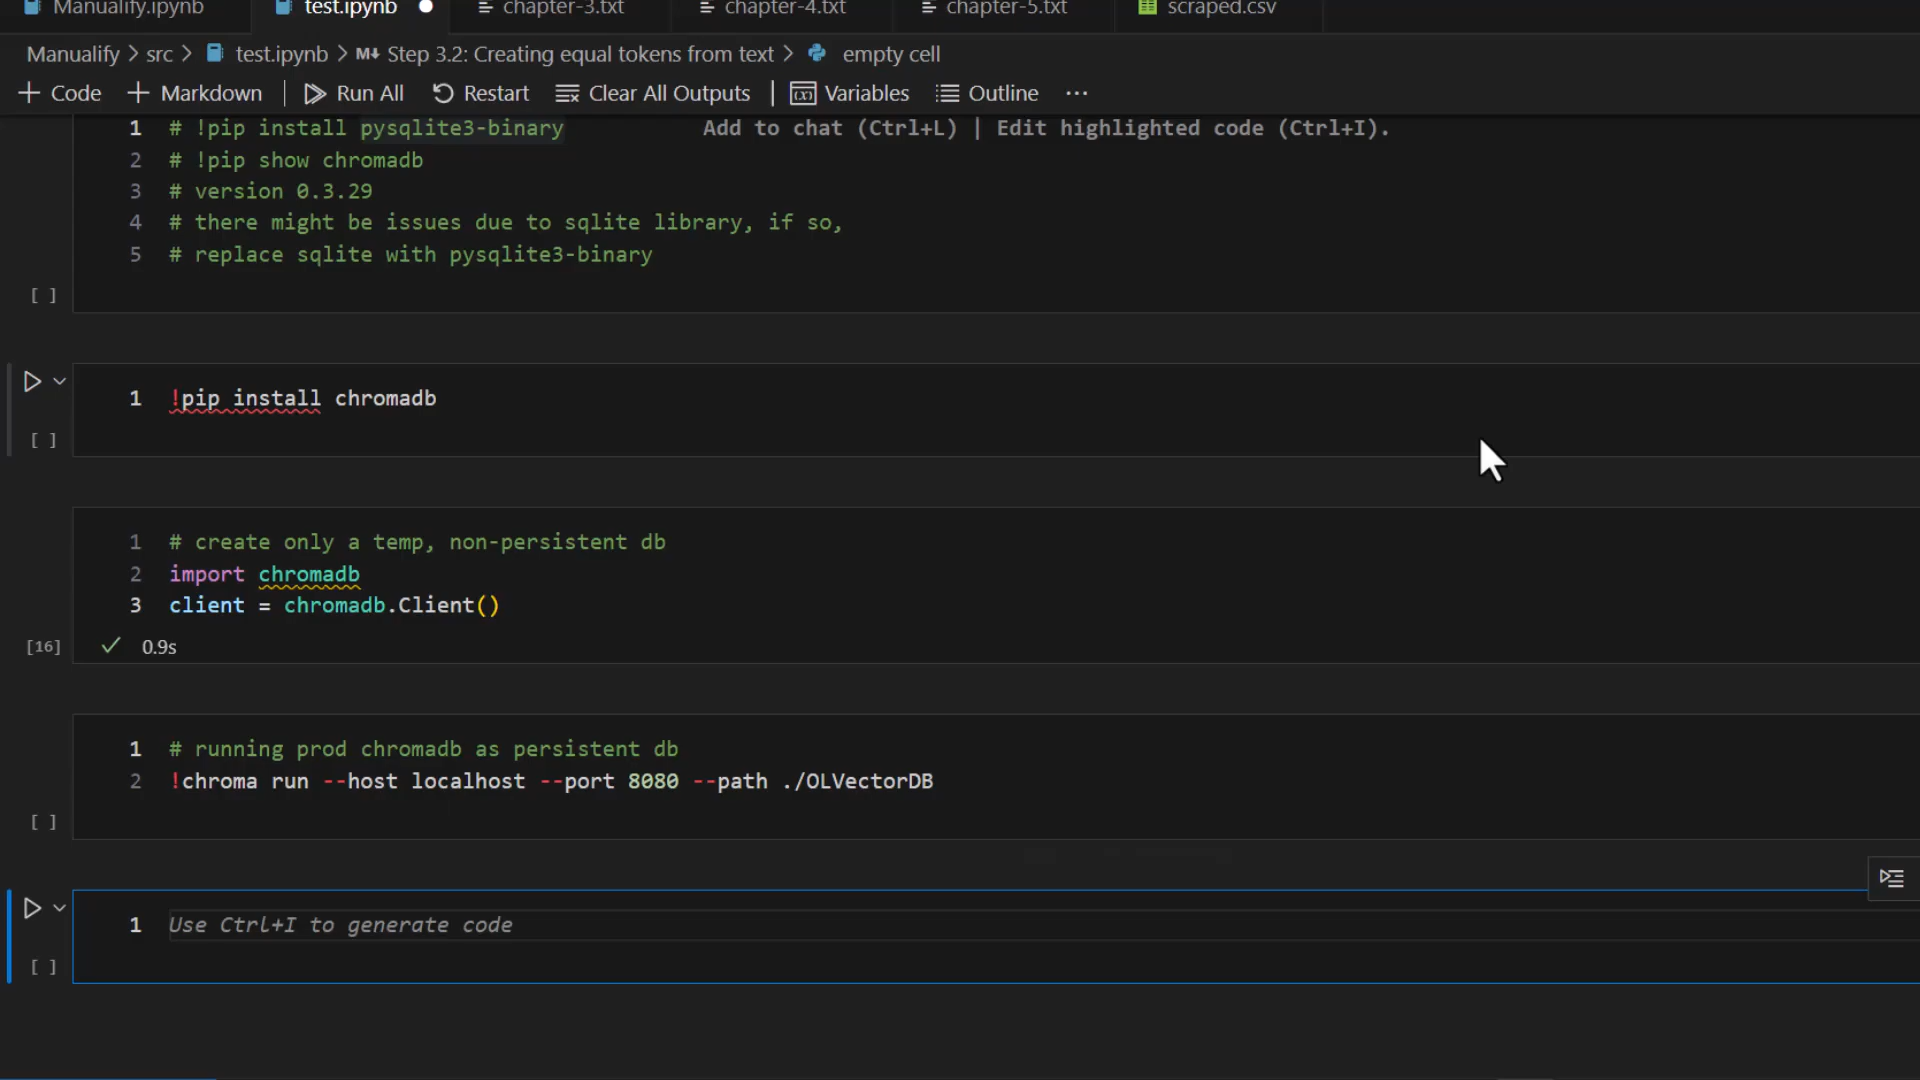 Manualify.ipynb test.ipynb chapter-3.txt chapter-4.txt chapter-5.txt scraped.csv
Manualify > src > test.ipynb > M↓ Step 3.2: Creating equal tokens from text > empty cell
+ Code + Markdown | Run All Restart Clear All Outputs | Variables Outline ...
1 # !pip install pysqlite3-binary Add to chat (Ctrl+L) | Edit highlighted code (Ctrl+I).
2 # !pip show chromadb
3 # version 0.3.29
4 # there might be issues due to sqlite library, if so,
5 # replace sqlite with pysqlite3-binary
[ ]
1 !pip install chromadb
[ ]
1 # create only a temp, non-persistent db
2 import chromadb
3 client = chromadb.Client()
[16] ✓ 0.9s
1 # running prod chromadb as persistent db
2 !chroma run --host localhost --port 8080 --path ./OLVectorDB
[ ]
1 Use Ctrl+I to generate code
[ ]